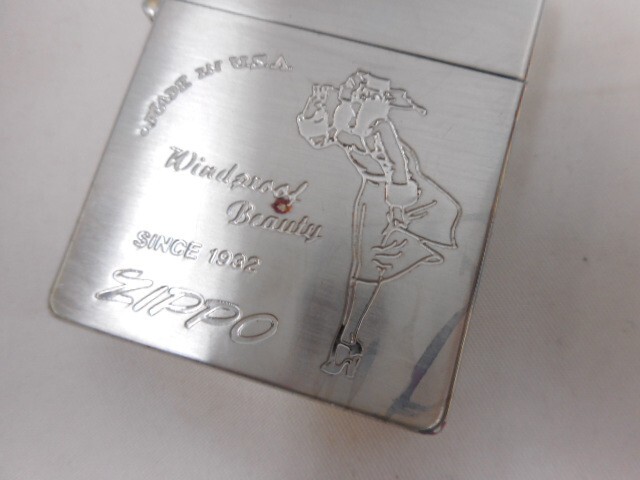 MADE IN U.S.A.
Windproof
Beauty
SINCE 1932
ZIPPO